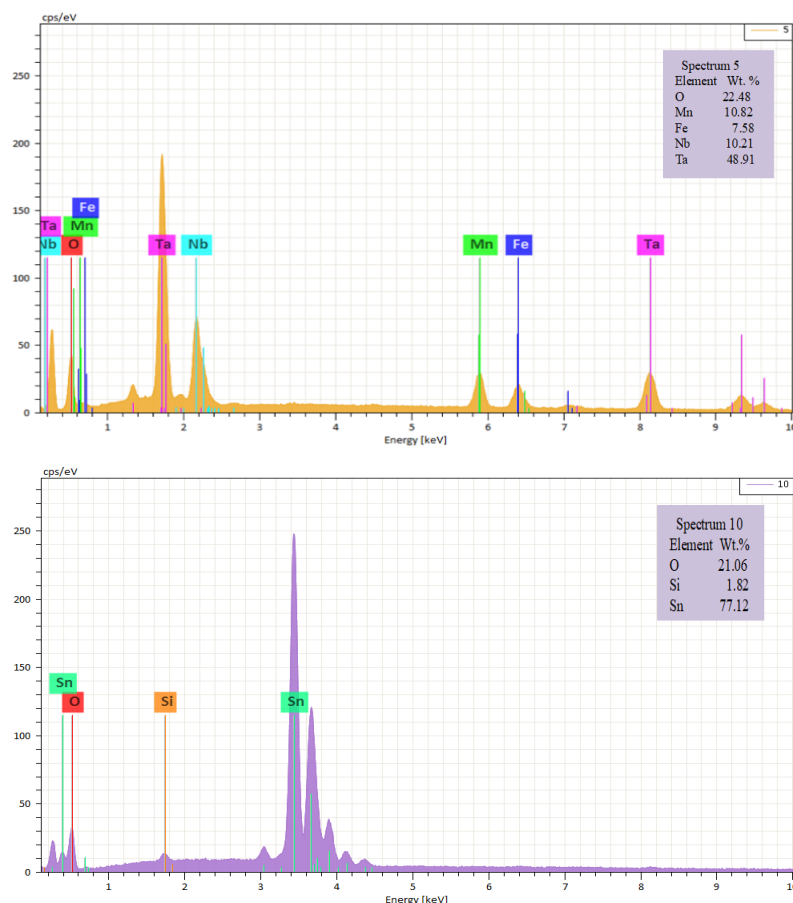 cps/eV
5
250
200
150
100
50
0
Spectrum 5
Element Wt. %
O 22.48
Mn 10.82
Fe 7.58
Nb 10.21
Ta 48.91
Fe
Ta Mn
Nb O Ta Nb Mn Fe Ta
1 2 3 4 5 6 7 8 9 10
Energy [keV]
cps/eV
10
250
200
150
100
50
0
Spectrum 10
Element Wt.%
O 21.06
Si 1.82
Sn 77.12
Sn
O Si Sn
1 2 3 4 5 6 7 8 9 10
Energy [keV]